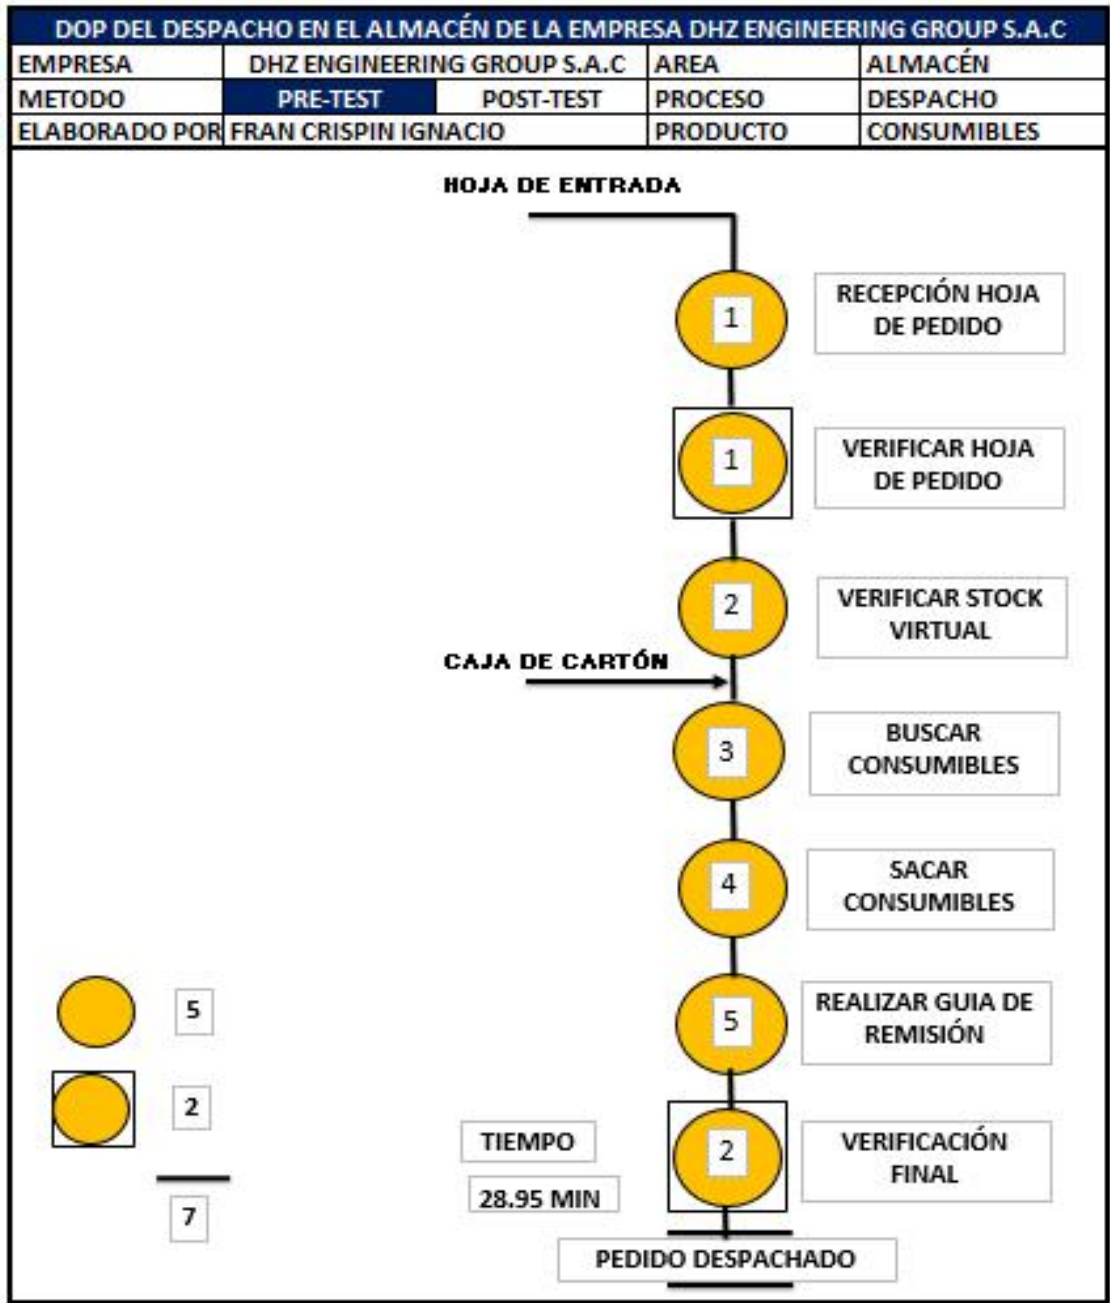 DOP DEL DESPACHO EN EL ALMACÉN DE LA EMPRESA DHZ ENGINEERING GROUP S.A.C
EMPRESA DHZ ENGINEERING GROUP S.A.C AREA ALMACÉN
METODO PRE-TEST POST-TEST PROCESO DESPACHO
ELABORADO POR FRAN CRISPIN IGNACIO PRODUCTO CONSUMIBLES
HOJA DE ENTRADA
1
RECEPCIÓN HOJA
DE PEDIDO
1
VERIFICAR HOJA
DE PEDIDO
2
VERIFICAR STOCK
VIRTUAL
CAJA DE CARTÓN
3
BUSCAR
CONSUMIBLES
4
SACAR
CONSUMIBLES
5
REALIZAR GUIA DE
REMISIÓN
2
VERIFICACIÓN
FINAL
5
2
7
TIEMPO
28.95 MIN
PEDIDO DESPACHADO